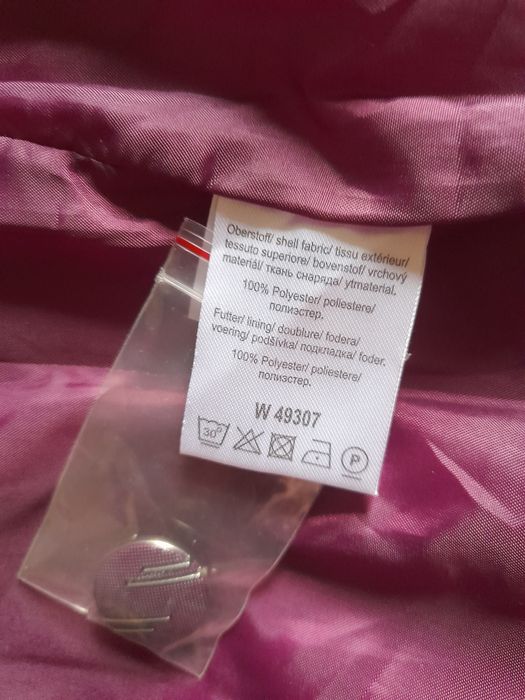 Oberstoff/ shell fabric/ tissu extérieur/
tessuto superiore/ bovenstof/ vrchový
materiál/ ткань снаряда/ ytmaterial.
100% Polyester/ poliestere/
полиэстер.
Futter/ lining/ doublure/ fodera/
voering/ podšívka/ подкладка/ foder.
100% Polyester/ poliestere/
полиэстер.
W 49307
30° P